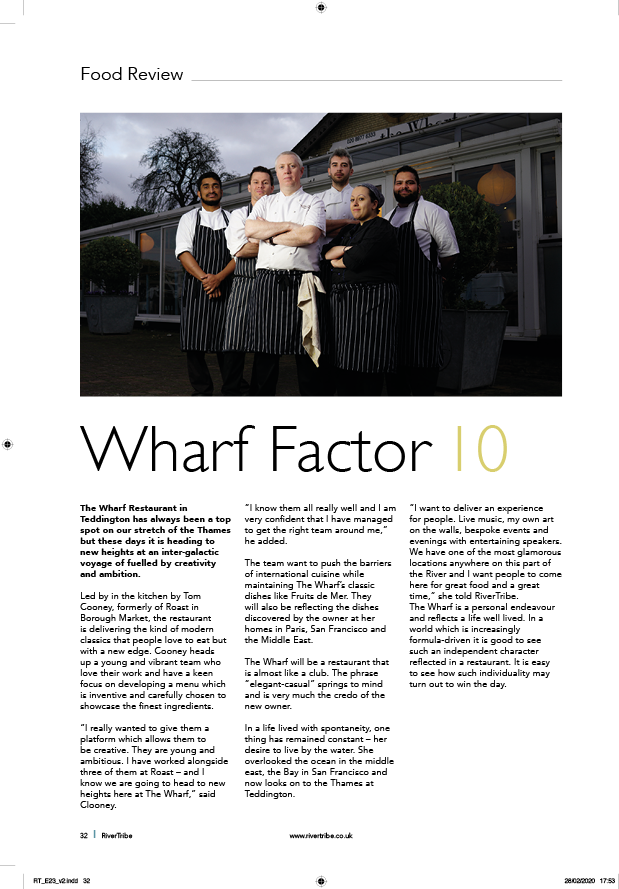 Food Review
020 8977 6333
the Wharf
Wharf Factor 10
The Wharf Restaurant in
Teddington has always been a top
spot on our stretch of the Thames
but these days it is heading to
new heights at an inter-galactic
voyage of fuelled by creativity
and ambition.
Led by in the kitchen by Tom
Cooney, formerly of Roast in
Borough Market, the restaurant
is delivering the kind of modern
classics that people love to eat but
with a new edge. Cooney heads
up a young and vibrant team who
love their work and have a keen
focus on developing a menu which
is inventive and carefully chosen to
showcase the finest ingredients.
“I really wanted to give them a
platform which allows them to
be creative. They are young and
ambitious. I have worked alongside
three of them at Roast – and I
know we are going to head to new
heights here at The Wharf,” said
Clooney.
“I know them all really well and I am
very confident that I have managed
to get the right team around me,”
he added.
The team want to push the barriers
of international cuisine while
maintaining The Wharf’s classic
dishes like Fruits de Mer. They
will also be reflecting the dishes
discovered by the owner at her
homes in Paris, San Francisco and
the Middle East.
The Wharf will be a restaurant that
is almost like a club. The phrase
“elegant-casual” springs to mind
and is very much the credo of the
new owner.
In a life lived with spontaneity, one
thing has remained constant – her
desire to live by the water. She
overlooked the ocean in the middle
east, the Bay in San Francisco and
now looks on to the Thames at
Teddington.
“I want to deliver an experience
for people. Live music, my own art
on the walls, bespoke events and
evenings with entertaining speakers.
We have one of the most glamorous
locations anywhere on this part of
the River and I want people to come
here for great food and a great
time,” she told RiverTribe.
The Wharf is a personal endeavour
and reflects a life well lived. In a
world which is increasingly
formula-driven it is good to see
such an independent character
reflected in a restaurant. It is easy
to see how such individuality may
turn out to win the day.
32 | RiverTribe
www.rivertribe.co.uk
RT_E23_v2.indd 32
28/02/2020 17:53